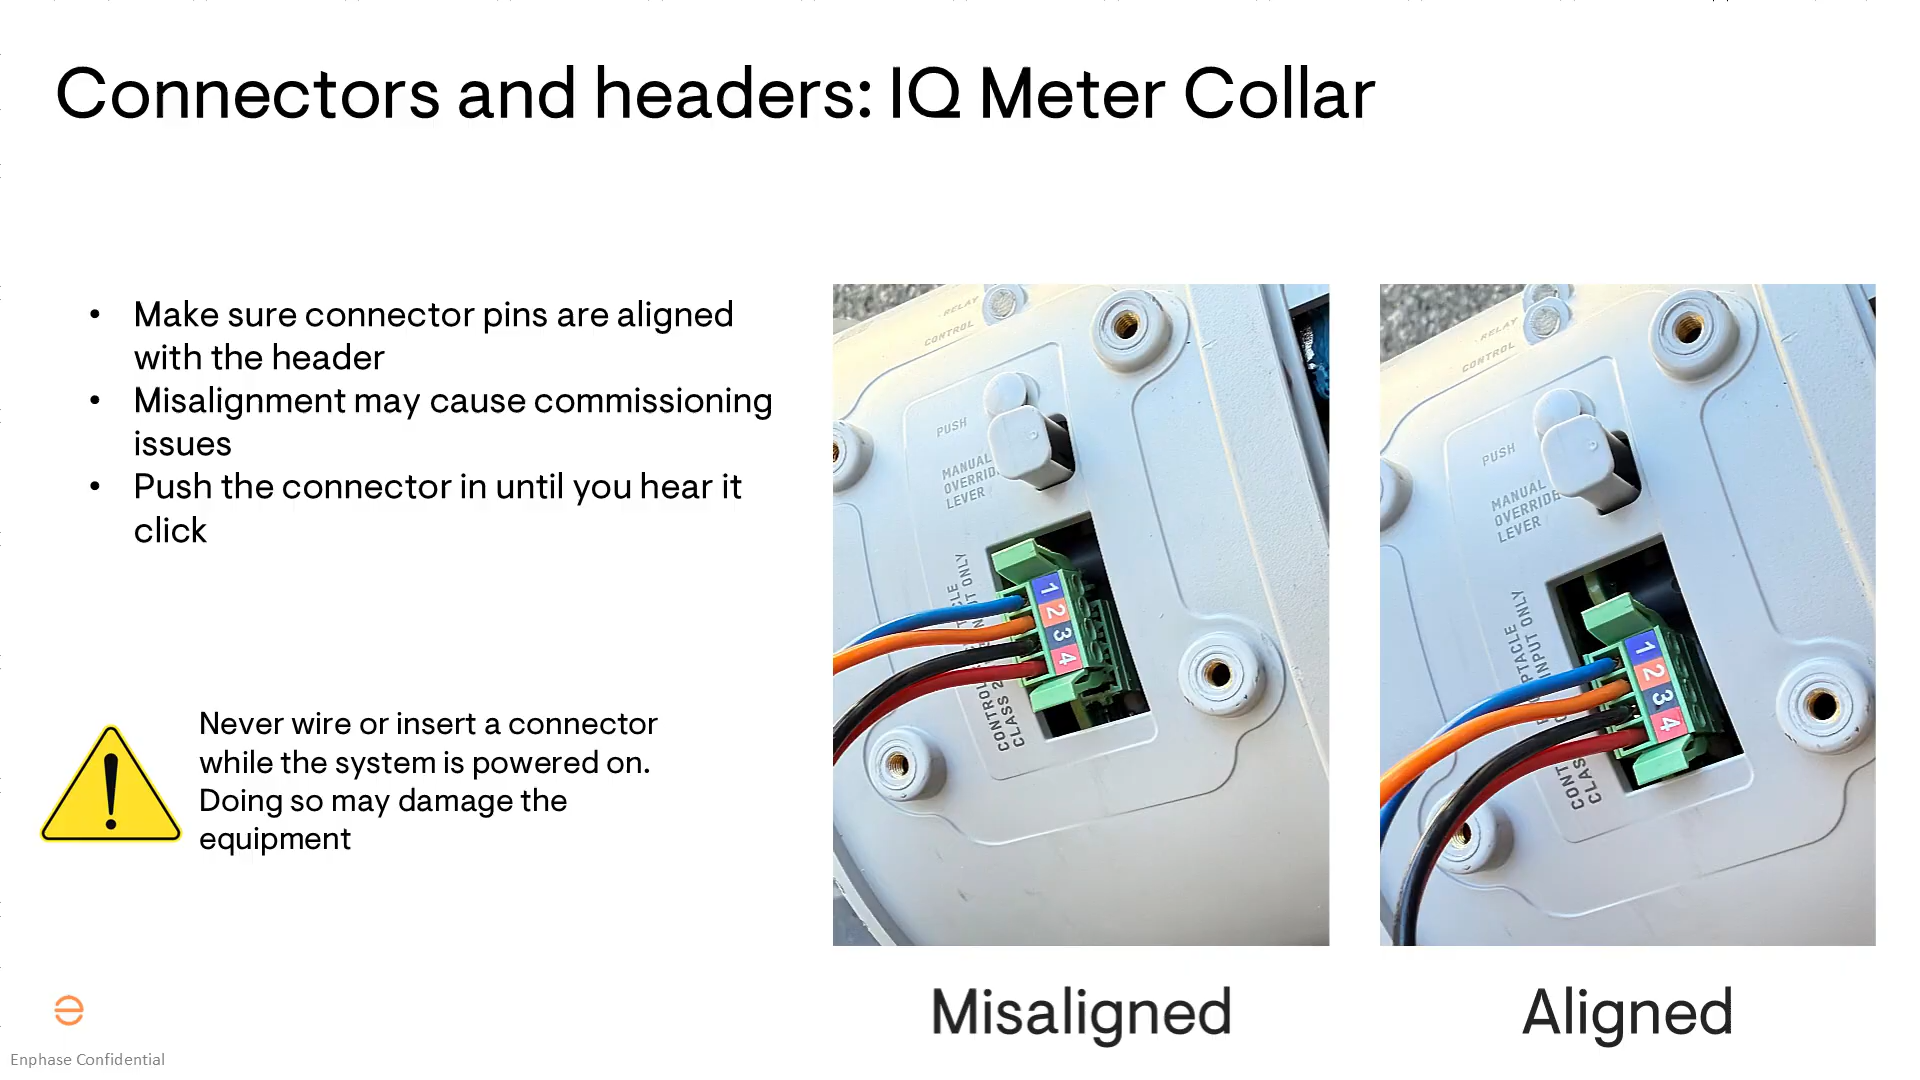 Connectors and headers: IQ Meter Collar
• Make sure connector pins are aligned
with the header
• Misalignment may cause commissioning
issues
• Push the connector in until you hear it
click
Never wire or insert a connector
while the system is powered on.
Doing so may damage the
equipment
RELAY
CONTROL
PUSH
MANUAL
LEVER
1
2
3
4
Misaligned
RELAY
CONTROL
PUSH
MANUAL
OVERRIDE
LEVER
INPUT ONLY
1
2
3
4
Aligned
Enphase Confidential